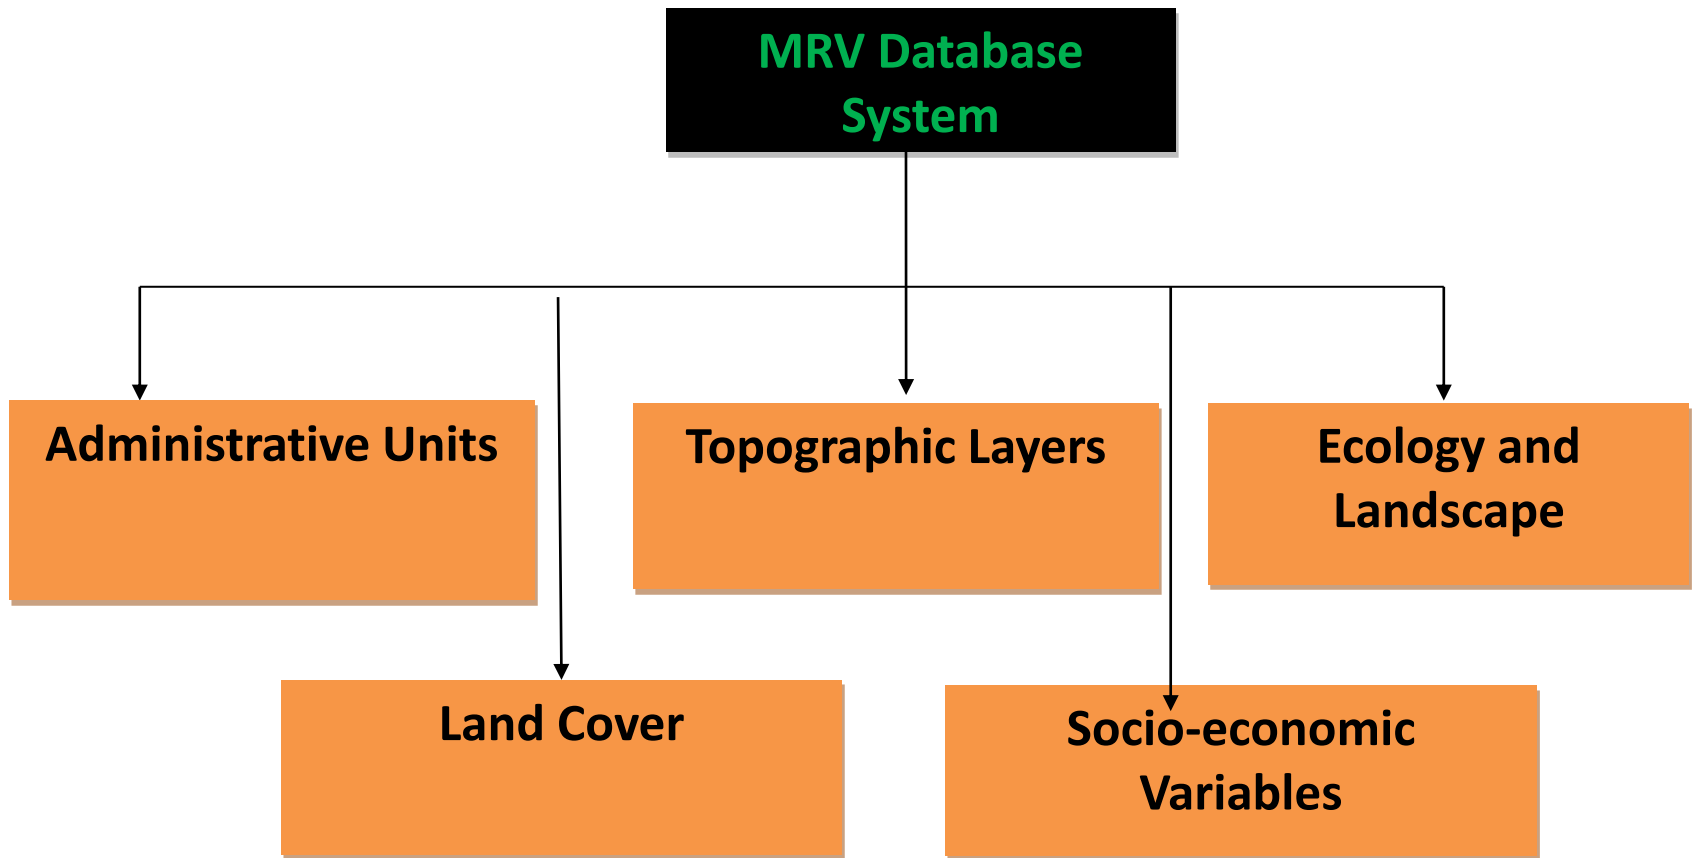 MRV Database
System
Administrative Units
Topographic Layers
Ecology and
Landscape
Land Cover
Socio-economic
Variables